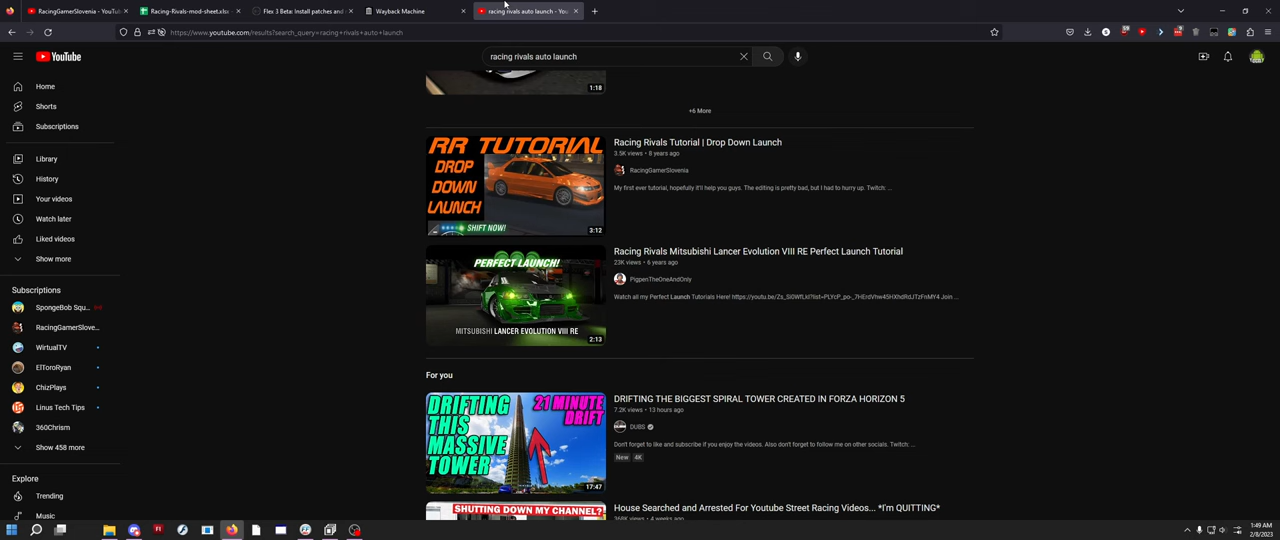 RacingGamerSlovenia - YouTu
Racing-Rivals-mod-sheet.xlsx
Flex 3 Beta: Install patches and
Wayback Machine
racing rivals auto launch - You
https://www.youtube.com/results?search_query=racing+rivals+auto+launch
YouTube
racing rivals auto launch
Home
Shorts
Subscriptions
Library
History
Your videos
Watch later
Liked videos
Show more
Subscriptions
SpongeBob Squ...
RacingGamerSlove...
WirtualTV
ElToroRyan
ChizPlays
Linus Tech Tips
360Chrism
Show 458 more
Explore
Trending
Music
1:18
+6 More
RR TUTORIAL
DROP
DOWN
LAUNCH
SHIFT NOW!
3:12
Racing Rivals Tutorial | Drop Down Launch
3.5K views • 8 years ago
RacingGamerSlovenia
My first ever tutorial, hopefully it'll help you guys. The editing is pretty bad, but I had to hurry up. Twitch: ...
PERFECT LAUNCH!
MITSUBISHI LANCER EVOLUTION VIII RE
2:13
Racing Rivals Mitsubishi Lancer Evolution VIII RE Perfect Launch Tutorial
23K views • 6 years ago
PigpenTheOneAndOnly
Watch all my Perfect Launch Tutorials Here!
For you
DRIFTING
THIS
MASSIVE
TOWER
21 MINUTE
DRIFT
17:47
DRIFTING THE BIGGEST SPIRAL TOWER CREATED IN FORZA HORIZON 5
7.2K views • 13 hours ago
DUBS
Don't forget to like and subscribe if you enjoy the videos. Also don't forget to follow me on other socials. Twitch: ...
New 4K
SHUTTING DOWN MY CHANNEL?
House Searched and Arrested For Youtube Street Racing Videos... *I'm QUITTING*
368K views • 4 weeks ago
1:49 AM
2/8/2023